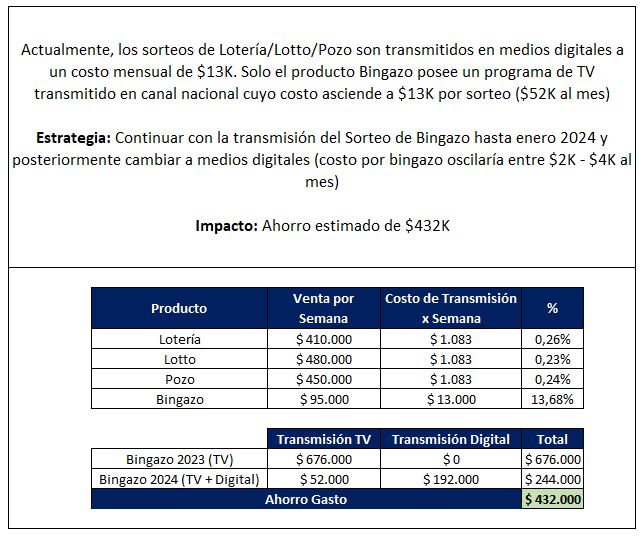 Actualmente, los sorteos de Lotería/Lotto/Pozo son transmitidos en medios digitales a
un costo mensual de $13K. Solo el producto Bingazo posee un programa de TV
transmitido en canal nacional cuyo costo asciende a $13K por sorteo ($52K al mes)
Estrategia: Continuar con la transmisión del Sorteo de Bingazo hasta enero 2024 y
posteriormente cambiar a medios digitales (costo por bingazo oscilaría entre $2K - $4K al
mes)
Impacto: Ahorro estimado de $432K
Producto Venta por Semana Costo de Transmisión x Semana %
Lotería $ 410.000 $ 1.083 0,26%
Lotto $ 480.000 $ 1.083 0,23%
Pozo $ 450.000 $ 1.083 0,24%
Bingazo $ 95.000 $ 13.000 13,68%
Transmisión TV Transmisión Digital Total
Bingazo 2023 (TV) $ 676.000 $ 0 $ 676.000
Bingazo 2024 (TV + Digital) $ 52.000 $ 192.000 $ 244.000
Ahorro Gasto $ 432.000